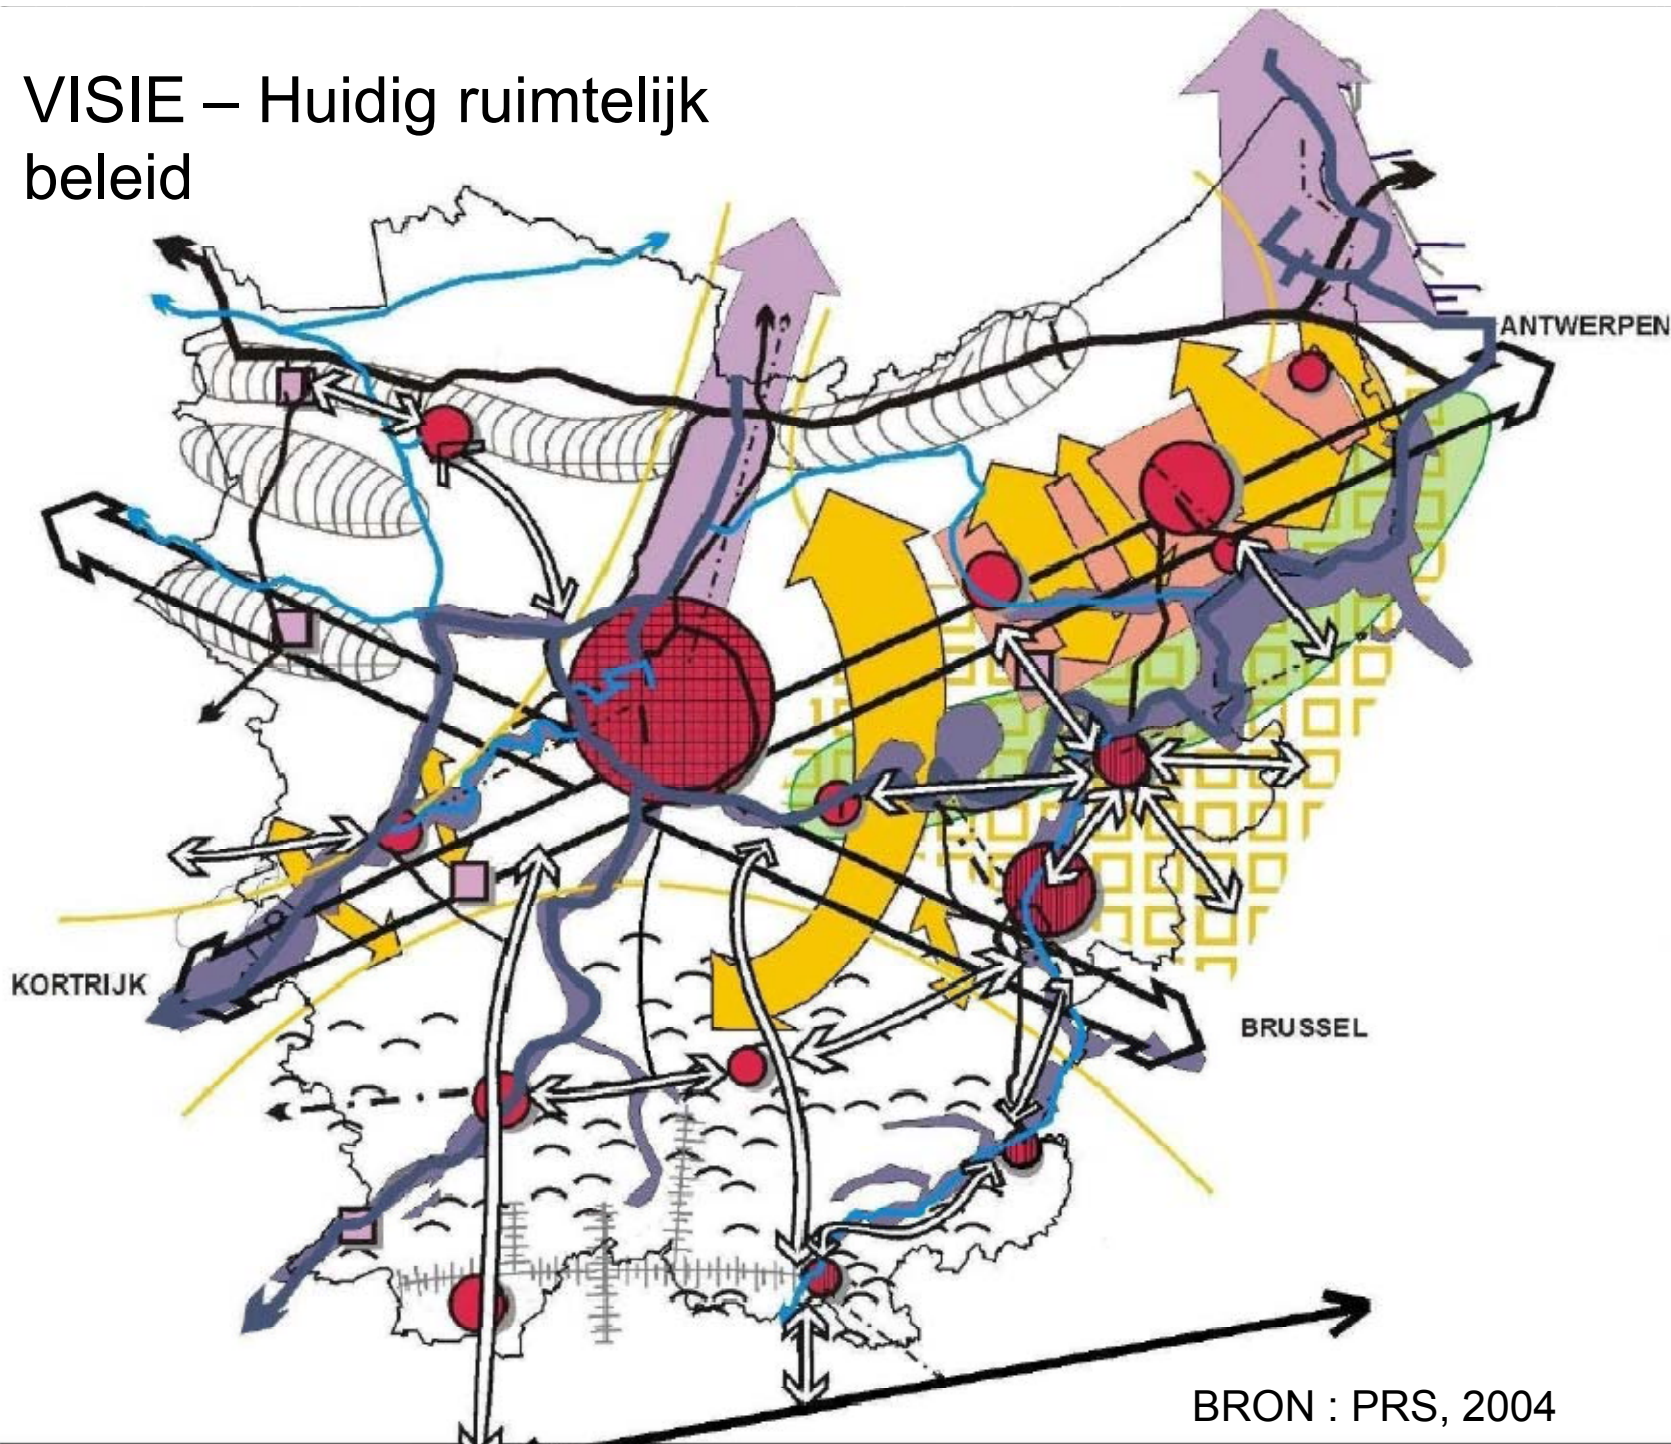 VISIE – Huidig ruimtelijk
beleid
ANTWERPEN
KORTRIJK
BRUSSEL
BRON : PRS, 2004